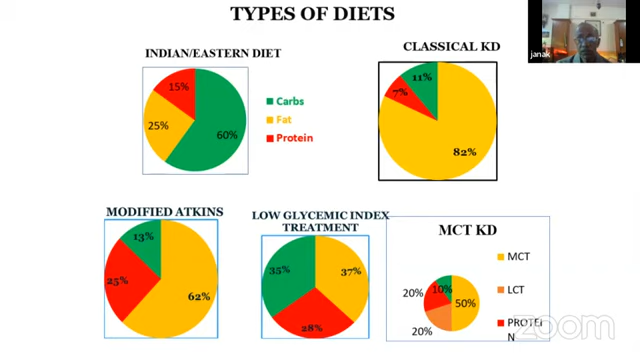 TYPES OF DIETS
janak
INDIAN/EASTERN DIET
15%
25%
60%
Carbs
Fat
Protein
CLASSICAL KD
11%
7%
82%
MODIFIED ATKINS
13%
25%
62%
LOW GLYCEMIC INDEX
TREATMENT
35%
37%
28%
MCT KD
20%
10%
50%
20%
MCT
LCT
PROTEI
N
zoom